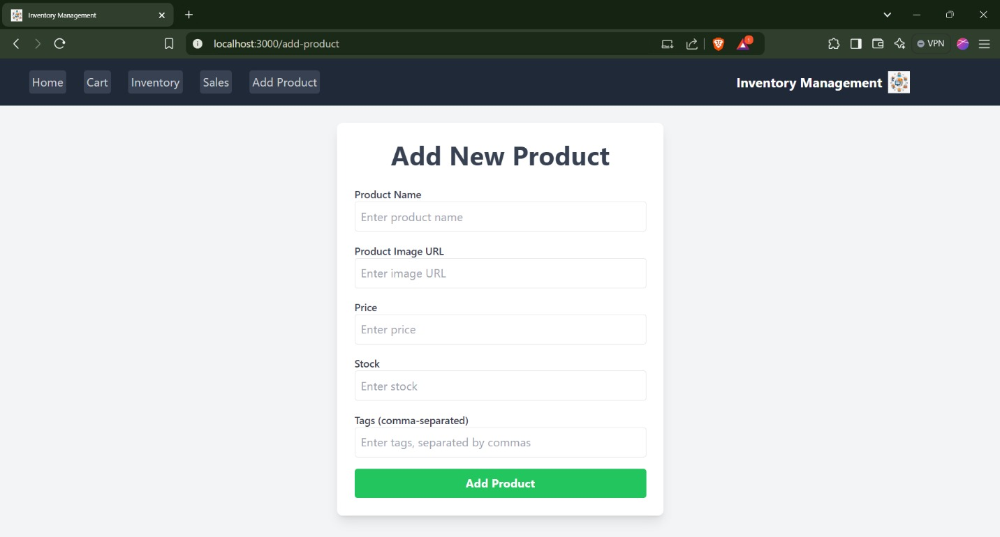 Inventory Management
localhost:3000/add-product
1
VPN
Home Cart Inventory Sales Add Product Inventory Management
Add New Product
Product Name
Enter product name
Product Image URL
Enter image URL
Price
Enter price
Stock
Enter stock
Tags (comma-separated)
Enter tags, separated by commas
Add Product